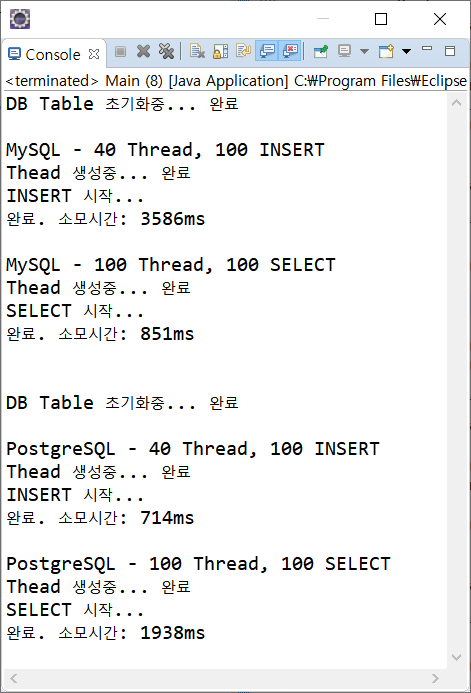 Console
<terminated> Main (8) [Java Application] C:₩Program Files₩Eclipse
DB Table 초기화중... 완료
MySQL - 40 Thread, 100 INSERT
Thead 생성중... 완료
INSERT 시작...
완료. 소모시간: 3586ms
MySQL - 100 Thread, 100 SELECT
Thead 생성중... 완료
SELECT 시작...
완료. 소모시간: 851ms
DB Table 초기화중... 완료
PostgreSQL - 40 Thread, 100 INSERT
Thead 생성중... 완료
INSERT 시작...
완료. 소모시간: 714ms
PostgreSQL - 100 Thread, 100 SELECT
Thead 생성중... 완료
SELECT 시작...
완료. 소모시간: 1938ms